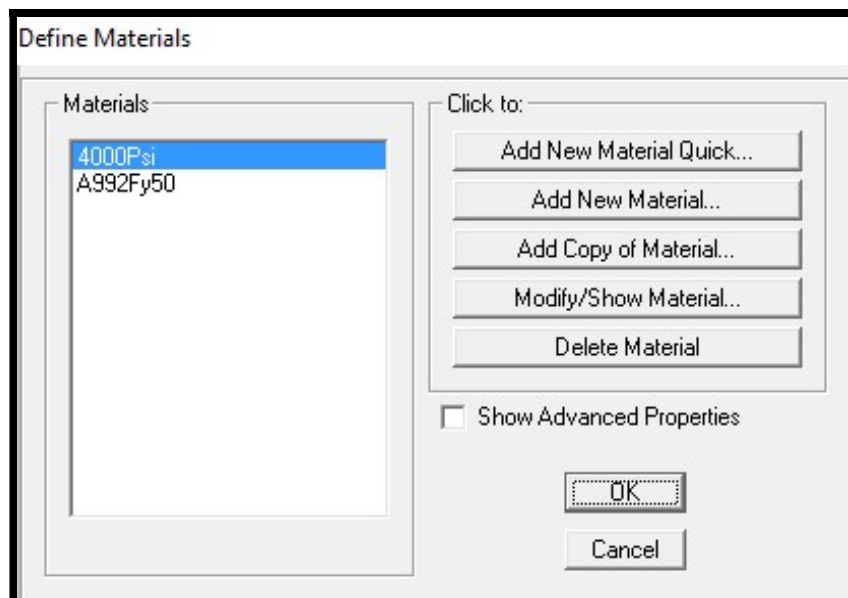 Define Materials
Materials
4000Psi
A992Fy50
Click to:
Add New Material Quick...
Add New Material...
Add Copy of Material...
Modify/Show Material...
Delete Material
Show Advanced Properties
OK
Cancel